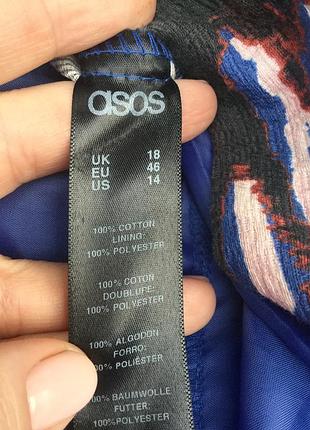 asos
UK 18
EU 46
US 14
100% COTTON
LINING:
100% POLYESTER
100% COTON
DOUBLURE:
100% POLYESTER
100% ALGODON
FORRO:
100% POLIÉSTER
100% BAUMWOLLE
FUTTER:
100% POLYESTER